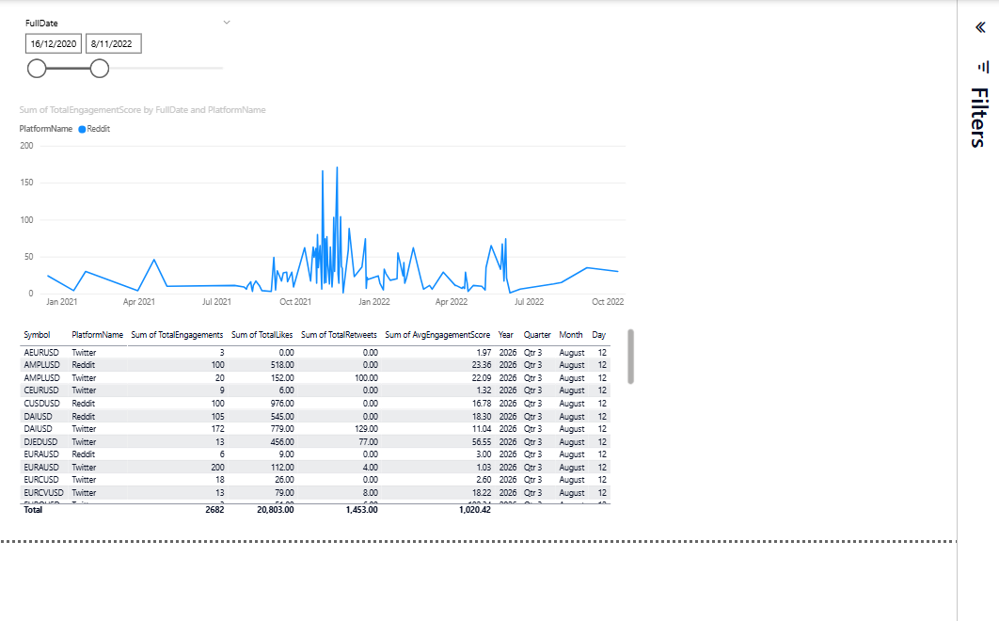 FullDate
16/12/2020 8/11/2022
Filters
Sum of TotalEngagementScore by FullDate and PlatformName
PlatformName Reddit
200
150
100
50
0
Jan 2021 Apr 2021 Jul 2021 Oct 2021 Jan 2022 Apr 2022 Jul 2022 Oct 2022
Symbol PlatformName Sum of TotalEngagements Sum of TotalLikes Sum of TotalRetweets Sum of AvgEngagementScore Year Quarter Month Day
AEURUSD Twitter 3 0.00 0.00 1.97 2026 Qtr 3 August 12
AMPLUSD Reddit 100 518.00 0.00 23.36 2026 Qtr 3 August 12
AMPLUSD Twitter 20 152.00 100.00 22.09 2026 Qtr 3 August 12
CEURUSD Twitter 9 6.00 0.00 1.32 2026 Qtr 3 August 12
CUSDUSD Reddit 100 976.00 0.00 16.78 2026 Qtr 3 August 12
DAIUSD Reddit 105 545.00 0.00 18.30 2026 Qtr 3 August 12
DAIUSD Twitter 172 779.00 129.00 11.04 2026 Qtr 3 August 12
DJEDUSD Twitter 13 456.00 77.00 56.55 2026 Qtr 3 August 12
EURAUSD Reddit 6 9.00 0.00 3.00 2026 Qtr 3 August 12
EURAUSD Twitter 200 112.00 4.00 1.03 2026 Qtr 3 August 12
EURCUSD Twitter 18 26.00 0.00 2.60 2026 Qtr 3 August 12
EURCVUSD Twitter 13 79.00 8.00 18.22 2026 Qtr 3 August 12
Total 2682 20,803.00 1,453.00 1,020.42